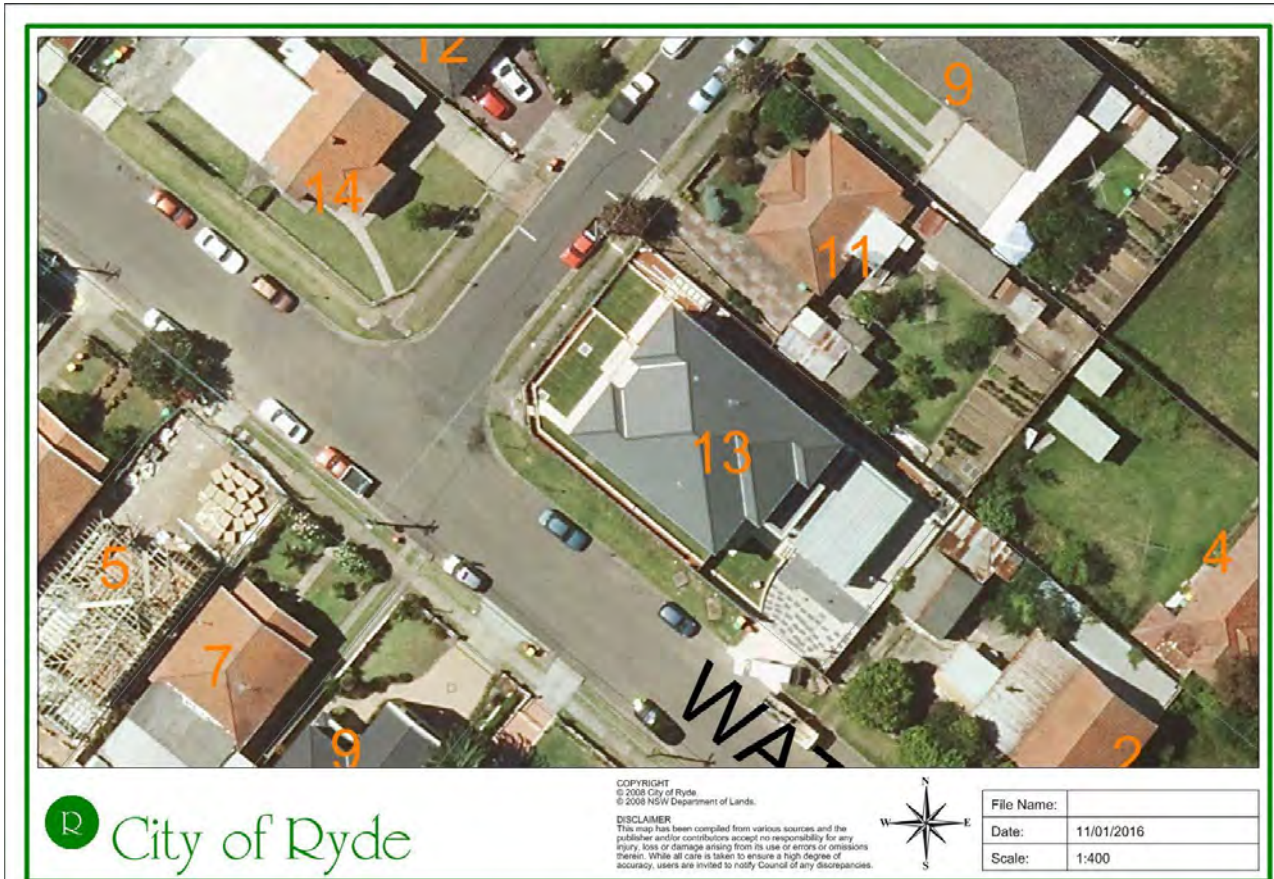 12
9
14
11
13
5
4
7
9
2
WAT
R City of Ryde
COPYRIGHT
© 2008 City of Ryde.
© 2008 NSW Department of Lands.
DISCLAIMER
This map has been compiled from various sources and the
publisher and/or contributors accept no responsibility for any
injury, loss or damage arising from its use or errors or omissions
therein. While all care is taken to ensure a high degree of
accuracy, users are invited to notify Council of any discrepancies.
N
W E
S
File Name:
Date: 11/01/2016
Scale: 1:400